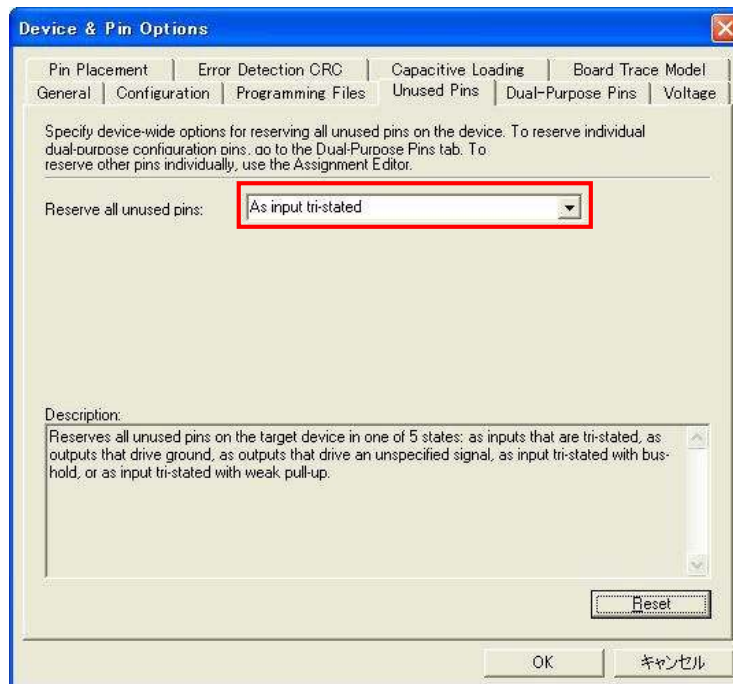 Device & Pin Options
Pin Placement
Error Detection CRC
Capacitive Loading
Board Trace Model
General
Configuration
Programming Files
Unused Pins
Dual-Purpose Pins
Voltage
Specify device-wide options for reserving all unused pins on the device. To reserve individual
dual-purpose configuration pins, go to the Dual-Purpose Pins tab. To
reserve other pins individually, use the Assignment Editor.
Reserve all unused pins:
As input tri-stated
Description:
Reserves all unused pins on the target device in one of 5 states: as inputs that are tri-stated, as
outputs that drive ground, as outputs that drive an unspecified signal, as input tri-stated with bus-
hold, or as input tri-stated with weak pull-up.
Reset
OK
キャンセル